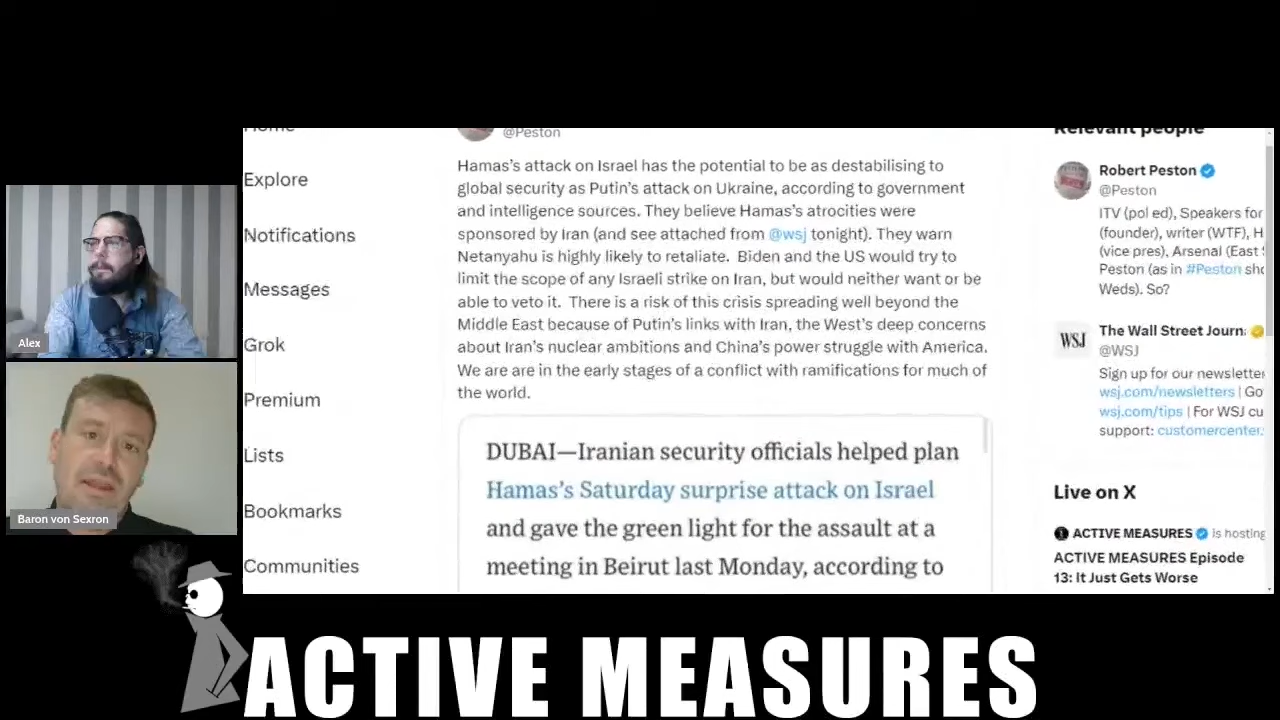 Home
Explore
Notifications
Messages
Grok
Premium
Lists
Bookmarks
Communities
@Peston
Hamas's attack on Israel has the potential to be as destabilising to
global security as Putin's attack on Ukraine, according to government
and intelligence sources. They believe Hamas's atrocities were
sponsored by Iran (and see attached from @wsj tonight). They warn
Netanyahu is highly likely to retaliate.  Biden and the US would try to
limit the scope of any Israeli strike on Iran, but would neither want or be
able to veto it.  There is a risk of this crisis spreading well beyond the
Middle East because of Putin's links with Iran, the West's deep concerns
about Iran's nuclear ambitions and China's power struggle with America.
We are are in the early stages of a conflict with ramifications for much of
the world.
DUBAI—Iranian security officials helped plan
Hamas's Saturday surprise attack on Israel
and gave the green light for the assault at a
meeting in Beirut last Monday, according to
Relevant people
Robert Peston
@Peston
ITV (pol ed), Speakers for
(founder), writer (WTF), H
(vice pres), Arsenal (East
Peston (as in #Peston sho
Weds). So?
WSJ
The Wall Street Journ
@WSJ
Sign up for our newsletter
wsj.com/newsletters | Go
wsj.com/tips | For WSJ cu
support: customercenter.
Live on X
ACTIVE MEASURES is hosting
ACTIVE MEASURES Episode
13: It Just Gets Worse
Alex
Baron von Sexron
ACTIVE MEASURES